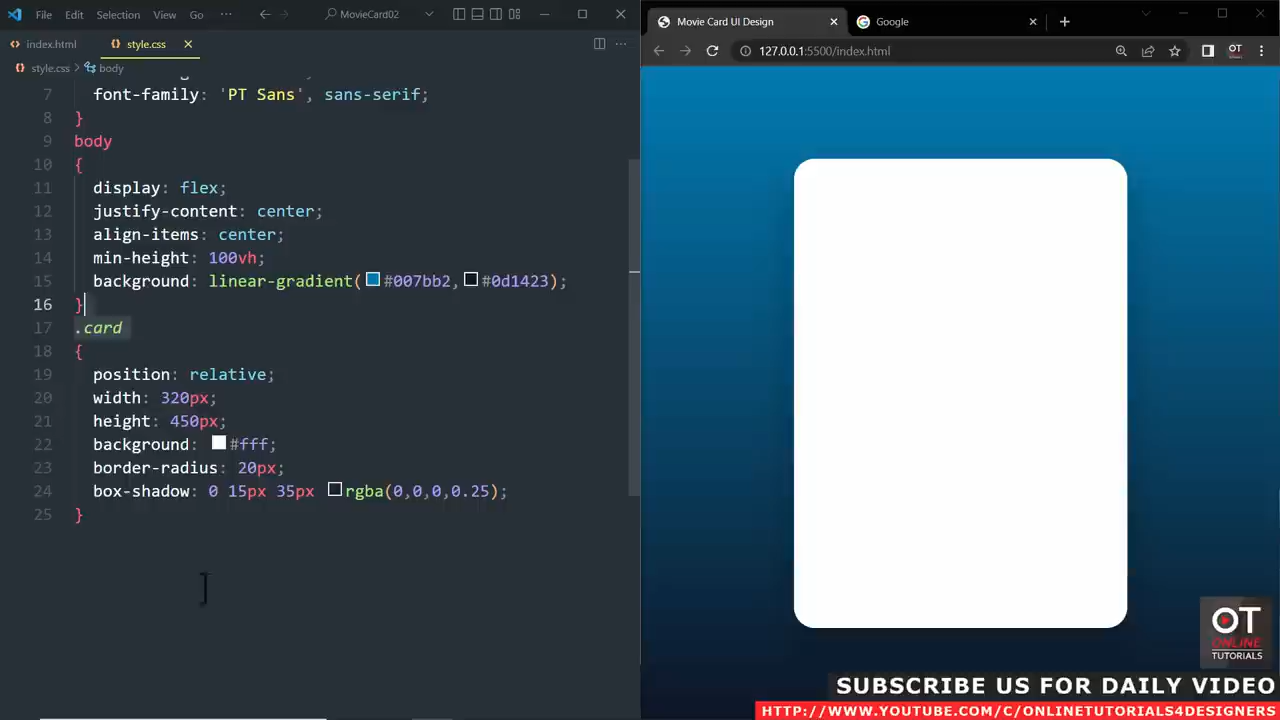 File Edit Selection View Go ··· MovieCard02
index.html style.css ···
style.css > body
7 font-family: 'PT Sans', sans-serif;
8 }
9 body
10 {
11 display: flex;
12 justify-content: center;
13 align-items: center;
14 min-height: 100vh;
15 background: linear-gradient(#007bb2,#0d1423);
16 }
17 .card
18 {
19 position: relative;
20 width: 320px;
21 height: 450px;
22 background: #fff;
23 border-radius: 20px;
24 box-shadow: 0 15px 35px rgba(0,0,0,0.25);
25 }
Movie Card UI Design Google
127.0.0.1:5500/index.html OT
OT
ONLINE
TUTORIALS
SUBSCRIBE US FOR DAILY VIDEO
HTTP://WWW.YOUTUBE.COM/C/ONLINETUTORIALS4DESIGNERS